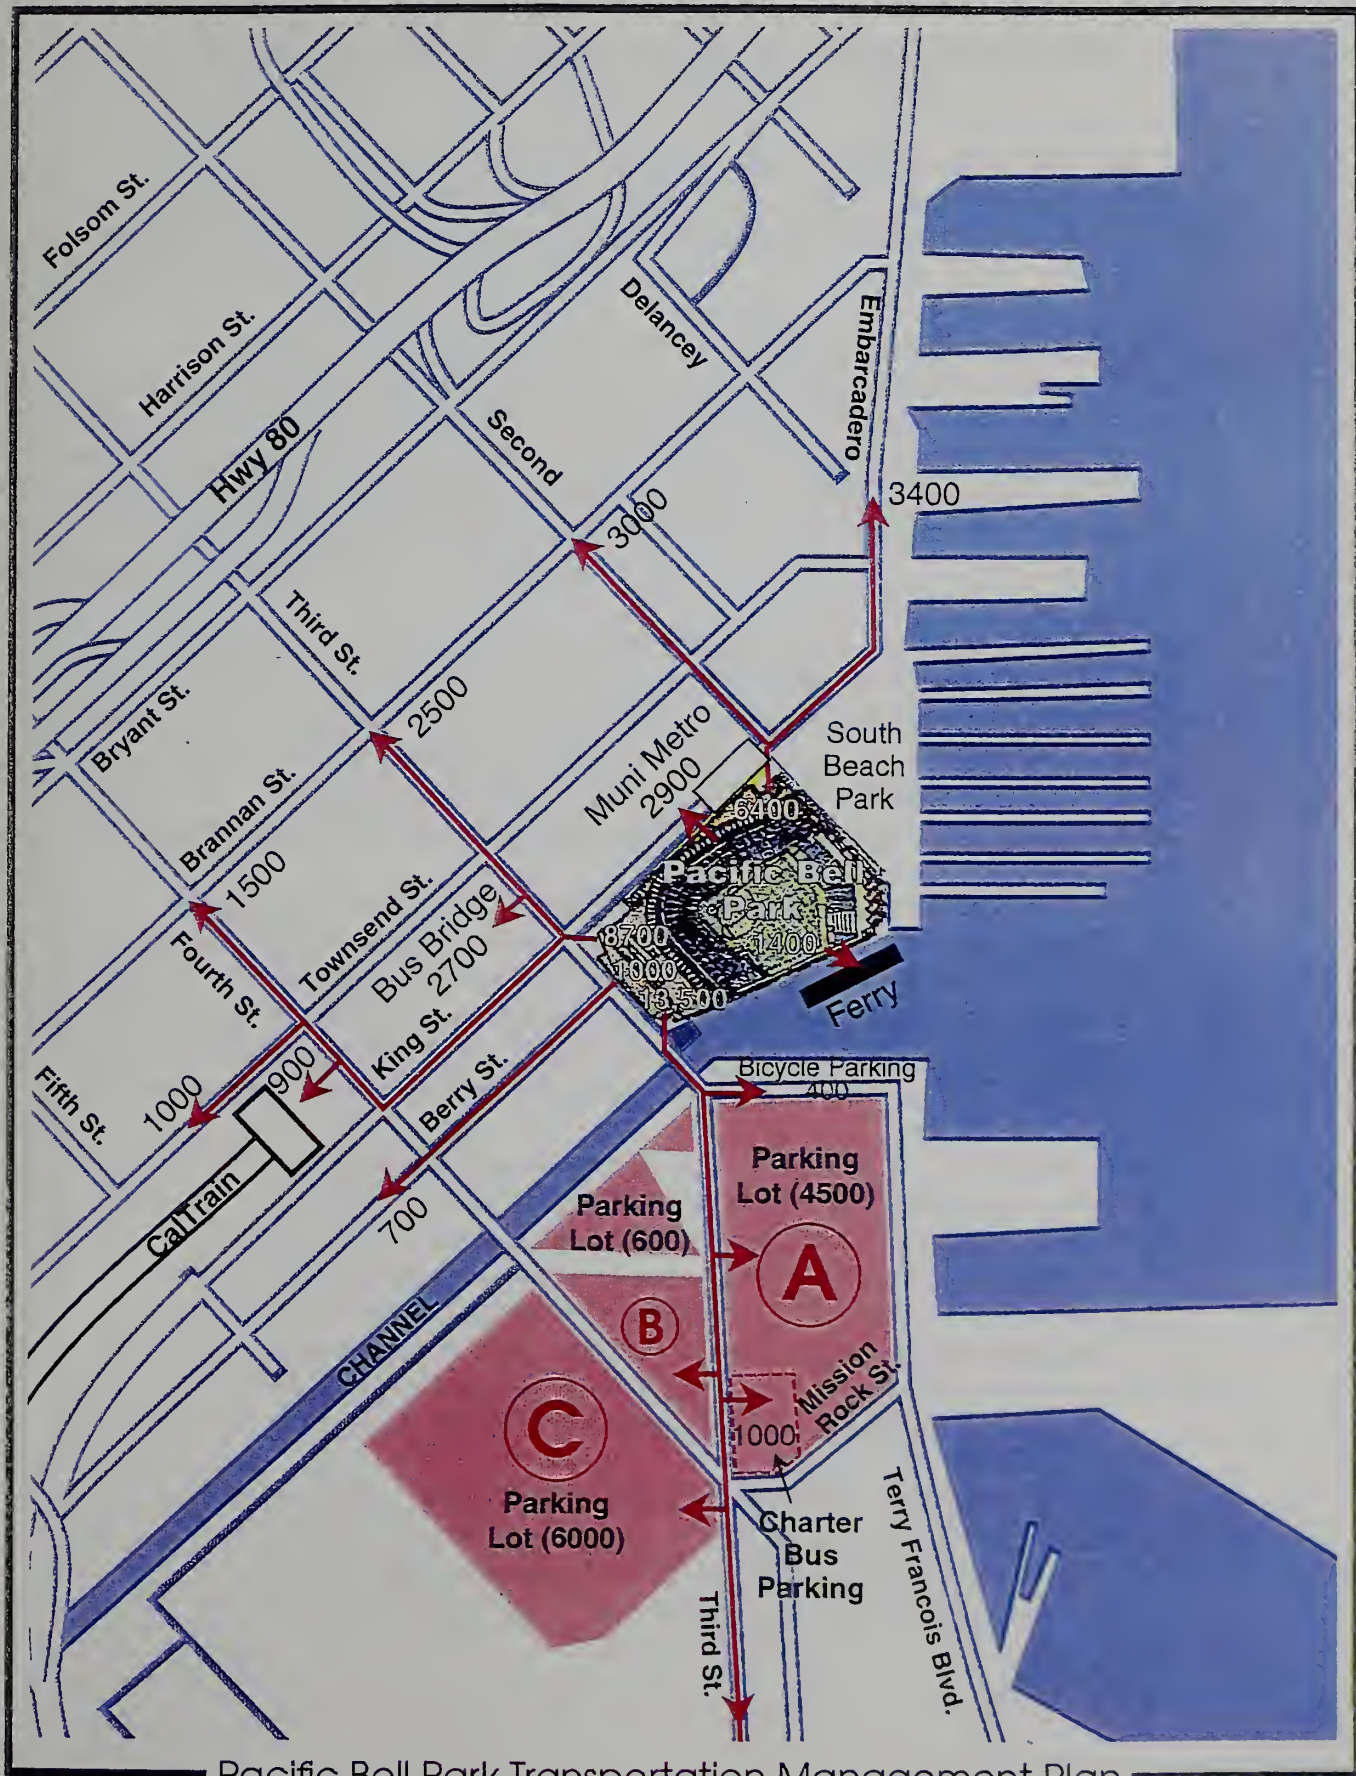 Folsom St.
Harrison St.
Hwy 80
Delancey
Embarcadero
Second
3400
3000
Third St.
Bryant St.
2500
Muni Metro
2900
South
Beach
Park
6400
Brannan St.
1500
Pacific Bell
Park
Townsend St.
Bus Bridge
2700
8700
1000
13,500
1400
Ferry
Fourth St.
King St.
Berry St.
Bicycle Parking
400
Fifth St.
1000
900
CalTrain
700
Parking
Lot (4500)
A
Parking
Lot (600)
B
CHANNEL
Mission
Rock St.
1000
C
Parking
Lot (6000)
Charter
Bus
Parking
Third St.
Terry Francois Blvd.
Pacific Bell Park Transportation Management Plan